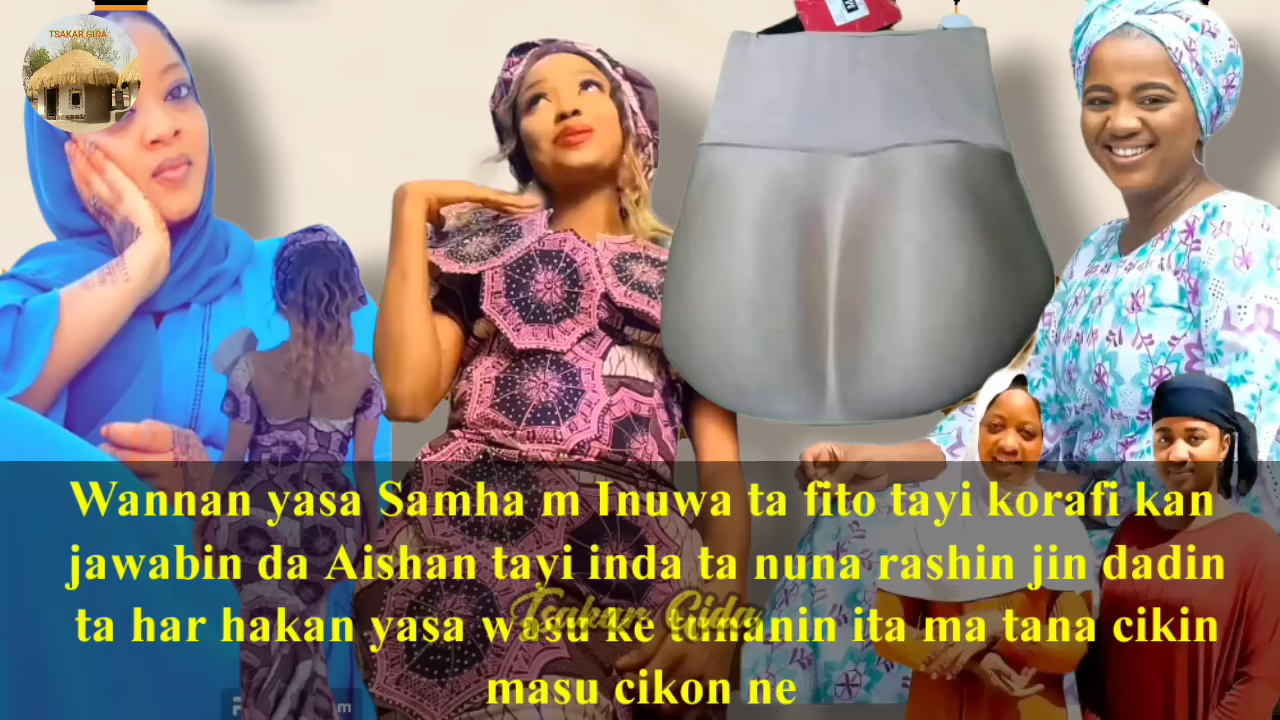 TSAKAR GIDA
M
Wannan yasa Samha m Inuwa ta fito tayi korafi kan
jawabin da Aishan tayi inda ta nuna rashin jin dadin
Tsakar Gida
ta har hakan yasa wasu ke tunanin ita ma tana cikin
masu cikon ne